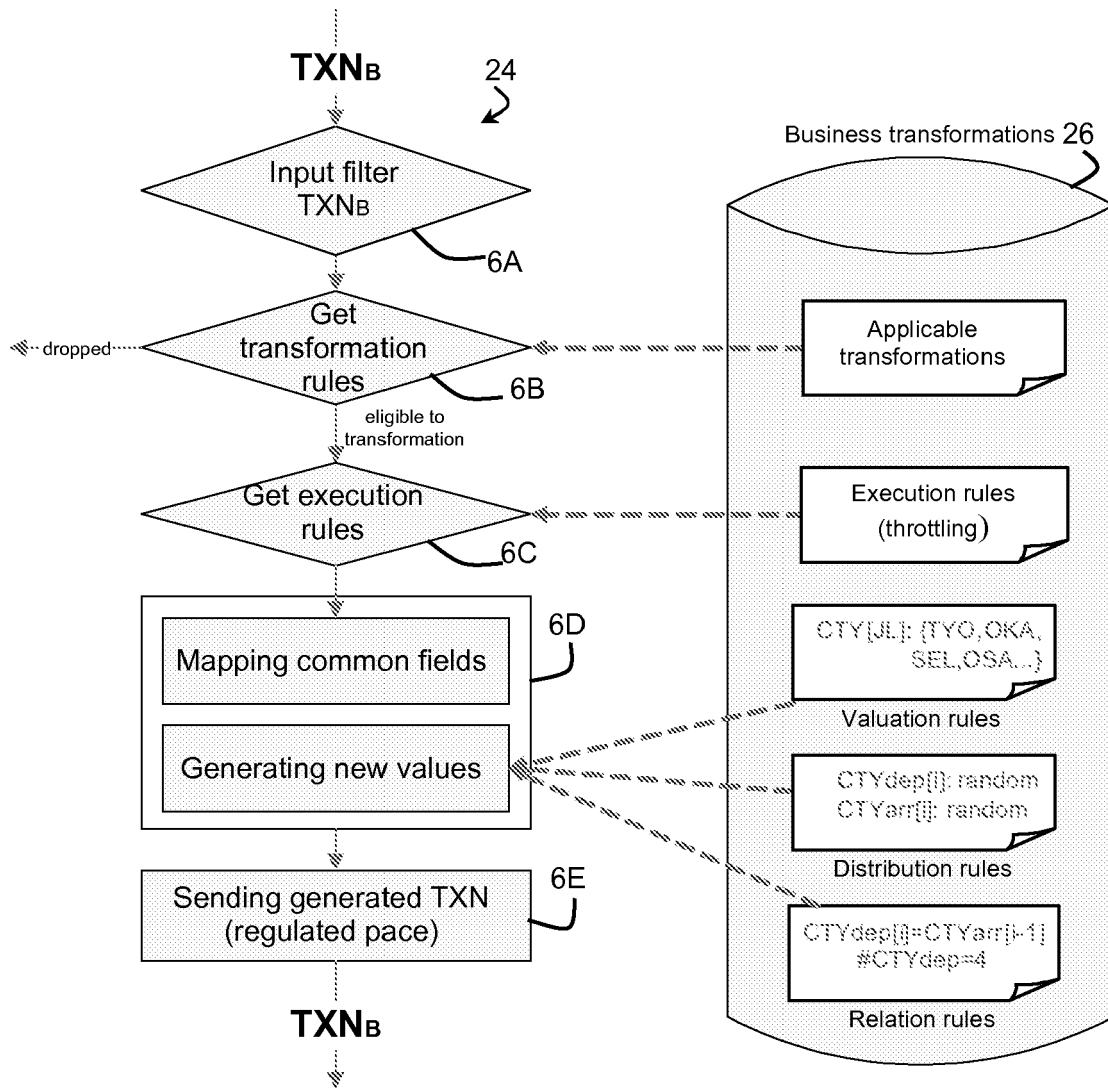 TXNB
24
Input filter
TXNB
6A
Get
transformation
rules
dropped
6B
eligible to
transformation
Get execution
rules
6C
Mapping common fields
6D
Generating new values
Sending generated TXN
(regulated pace)
6E
TXNB
Business transformations 26
Applicable
transformations
Execution rules
(throttling)
CTY[JL]: {TYO,OKA,
SEL,OSA...}
Valuation rules
CTYdep[i]: random
CTYarr[i]: random
Distribution rules
CTYdep[i]=CTYarr[i-1]
#CTYdep=4
Relation rules